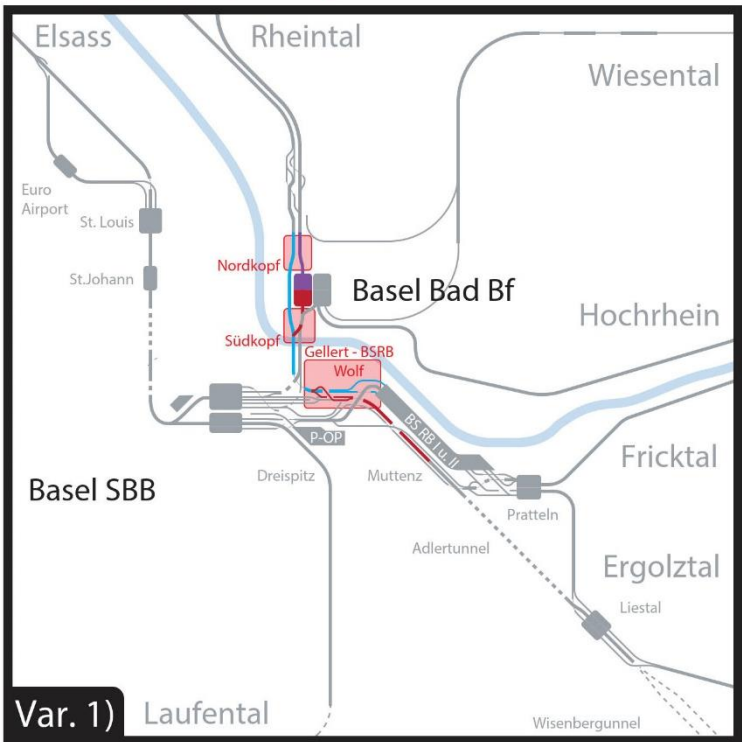 Elsass
Rheintal
Wiesental
Euro
Airport
St. Louis
Nordkopf
St.Johann
Basel Bad Bf
Hochrhein
Südkopf
Gellert - BSRB
Wolf
P-OP
BS RB I u. II
Fricktal
Dreispitz
Muttenz
Basel SBB
Pratteln
Adlertunnel
Ergolztal
Liestal
Var. 1)
Laufental
Wisenbergunnel